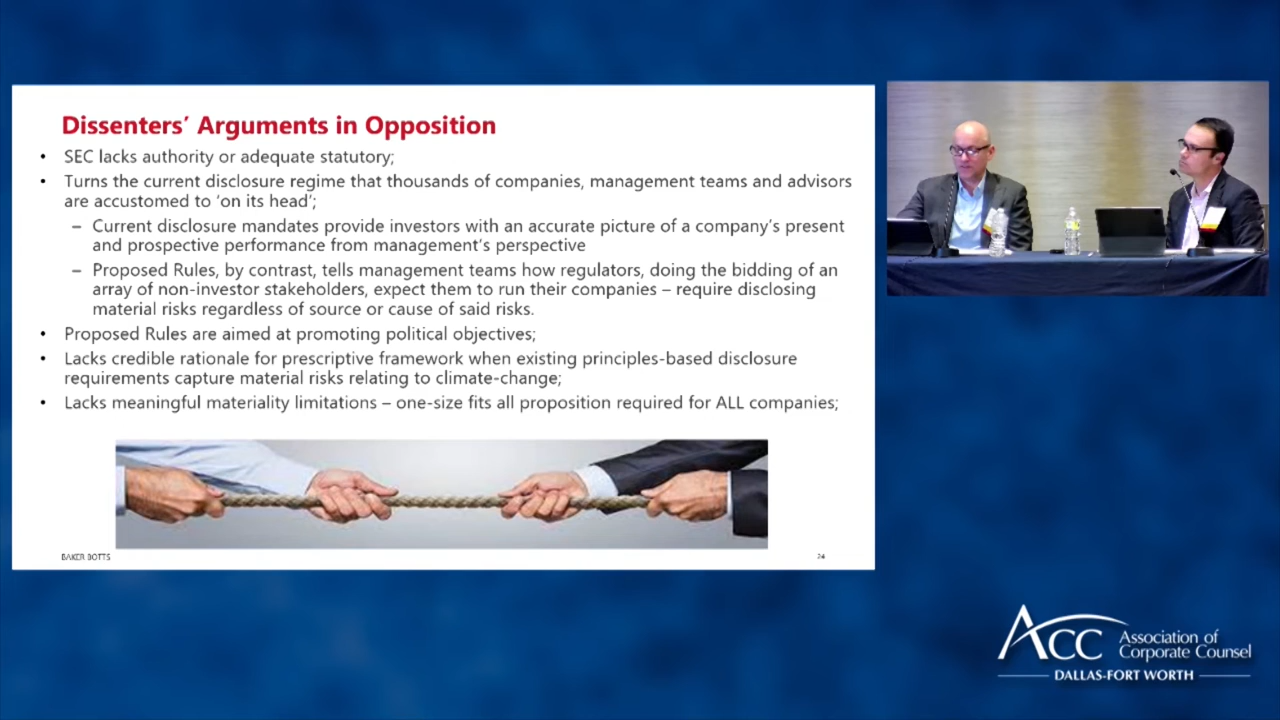 Dissenters' Arguments in Opposition
• SEC lacks authority or adequate statutory;
• Turns the current disclosure regime that thousands of companies, management teams and advisors
are accustomed to 'on its head';
– Current disclosure mandates provide investors with an accurate picture of a company's present
and prospective performance from management's perspective
– Proposed Rules, by contrast, tells management teams how regulators, doing the bidding of an
array of non-investor stakeholders, expect them to run their companies – require disclosing
material risks regardless of source or cause of said risks.
• Proposed Rules are aimed at promoting political objectives;
• Lacks credible rationale for prescriptive framework when existing principles-based disclosure
requirements capture material risks relating to climate-change;
• Lacks meaningful materiality limitations – one-size fits all proposition required for ALL companies;
BAKER BOTTS
24
ACC Association of
Corporate Counsel
DALLAS-FORT WORTH